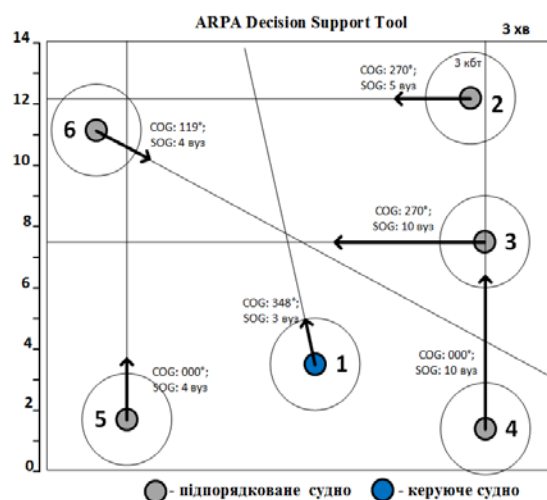 ARPA Decision Support Tool
3 хв
14
12
10
8
6
4
2
0
3 кбт
COG: 270°;
SOG: 5 вуз
2
6
COG: 119°;
SOG: 4 вуз
COG: 270°;
SOG: 10 вуз
3
COG: 348°;
SOG: 3 вуз
1
COG: 000°;
SOG: 4 вуз
5
COG: 000°;
SOG: 10 вуз
4
- підпорядковане судно
- керуюче судно